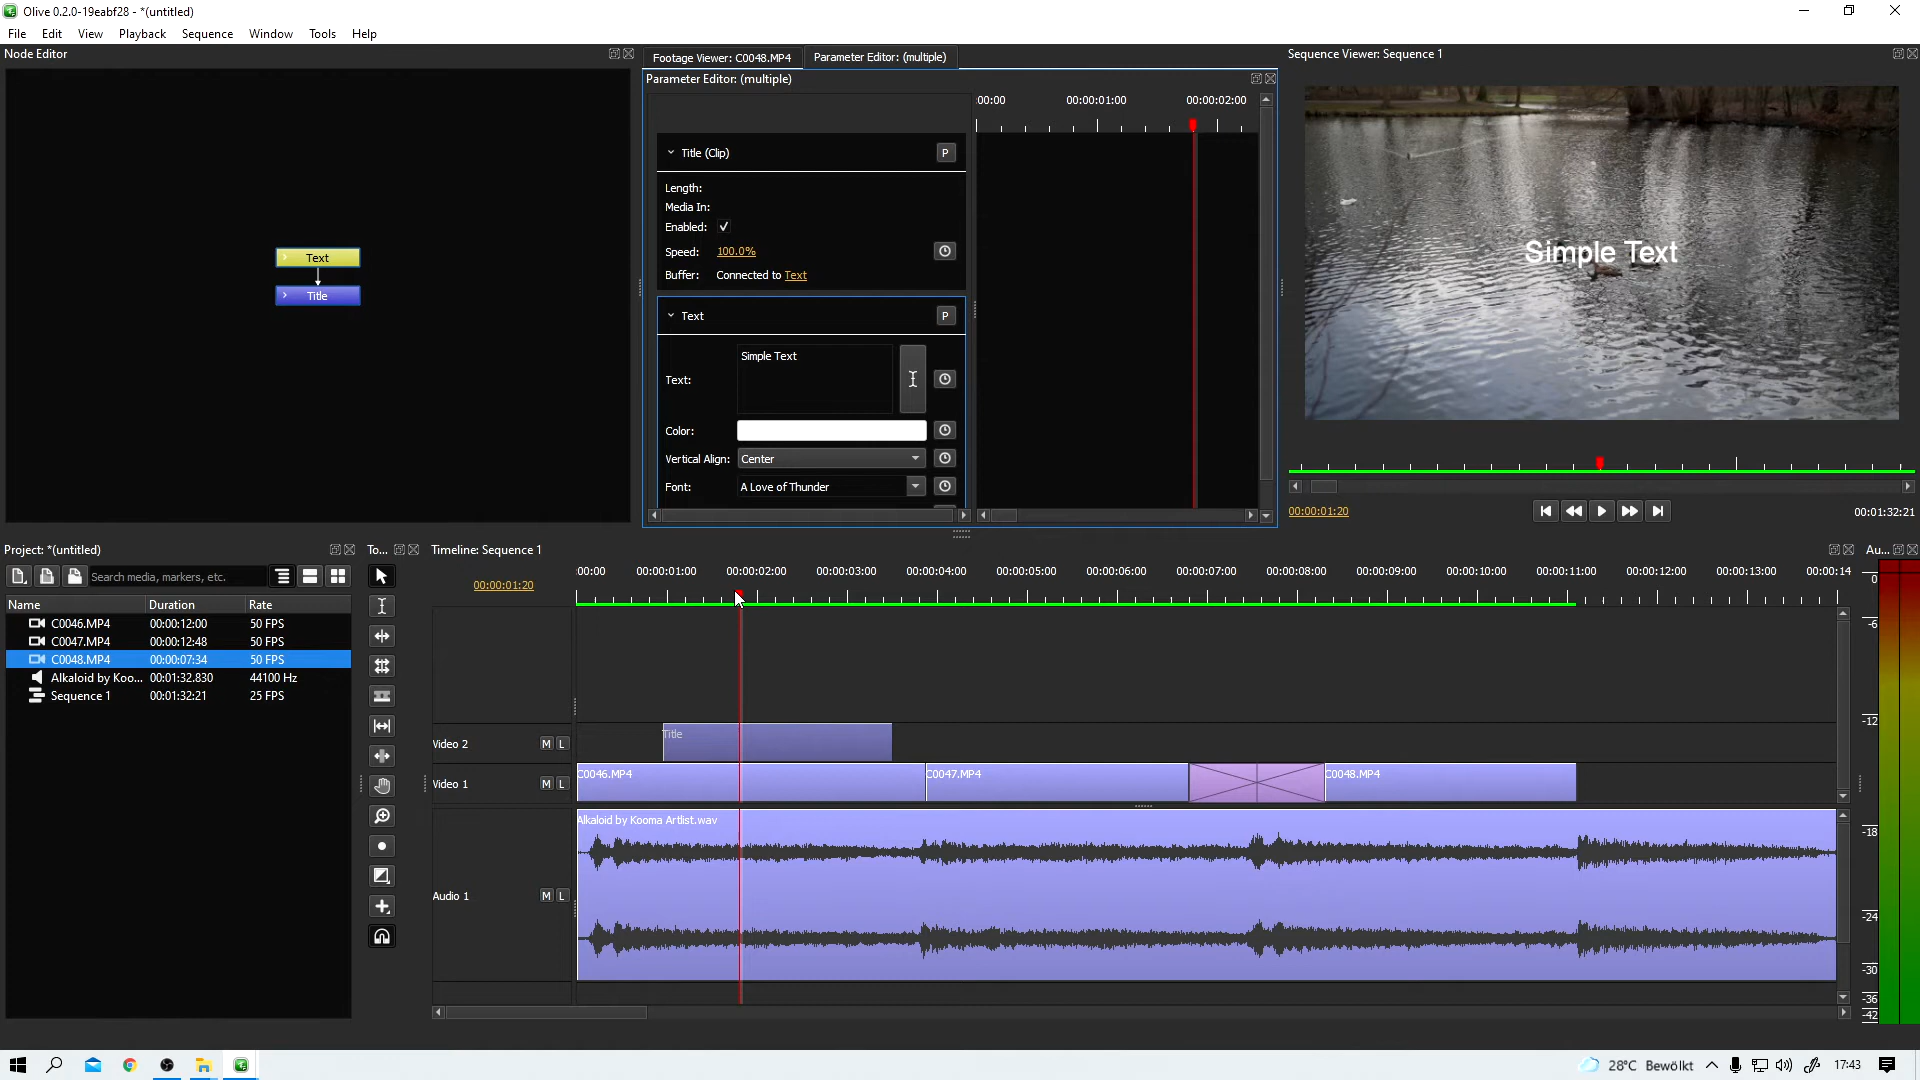 Olive 0.2.0-19eabf28 - *(untitled)
File Edit View Playback Sequence Window Tools Help
Node Editor
Text
Title
Footage Viewer: C0048.MP4 Parameter Editor: (multiple)
Parameter Editor: (multiple)
:00:00 00:00:01:00 00:00:02:00
Title (Clip) P
Length:
Media In:
Enabled:
Speed: 100.0%
Buffer: Connected to Text
Text P
Text: Simple Text
Color:
Vertical Align: Center
Font: A Love of Thunder
Sequence Viewer: Sequence 1
Simple Text
00:00:01:20 00:01:32:21
Project: *(untitled)
Search media, markers, etc.
Name Duration Rate
C0046.MP4 00:00:12:00 50 FPS
C0047.MP4 00:00:12:48 50 FPS
C0048.MP4 00:00:07:34 50 FPS
Alkaloid by Koo... 00:01:32.830 44100 Hz
Sequence 1 00:01:32:21 25 FPS
To...
Timeline: Sequence 1
00:00:01:20
:00:00 00:00:01:00 00:00:02:00 00:00:03:00 00:00:04:00 00:00:05:00 00:00:06:00 00:00:07:00 00:00:08:00 00:00:09:00 00:00:10:00 00:00:11:00 00:00:12:00 00:00:13:00 00:00:14
Video 2 M L
Title
Video 1 M L
C0046.MP4 C0047.MP4 C0048.MP4
Alkaloid by Kooma Artlist.wav
Audio 1 M L
Au...
0
-6
-12
-18
-24
-30
-36
-42
28°C Bewölkt 17:43